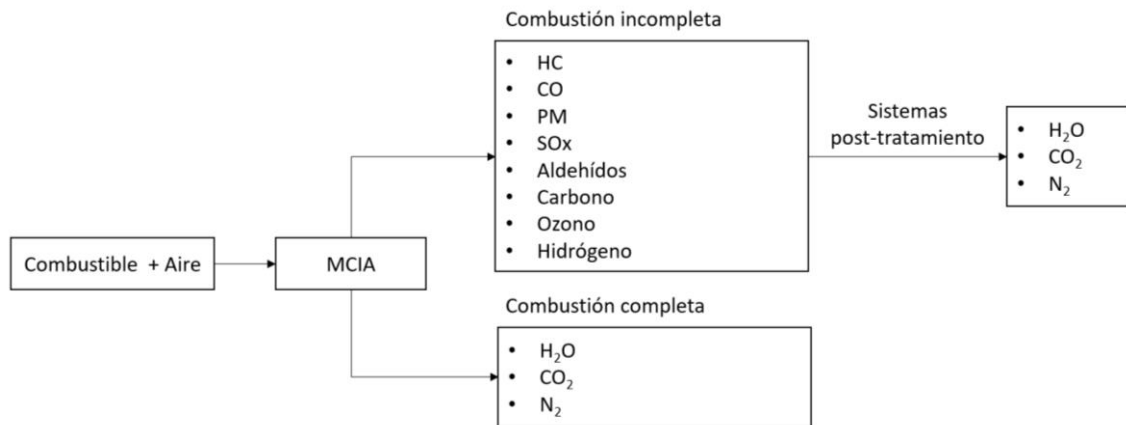 Combustión incompleta
• HC
• CO
• PM
• SOx
• Aldehídos
• Carbono
• Ozono
• Hidrógeno
Sistemas
post-tratamiento
• H₂O
• CO₂
• N₂
Combustible + Aire
MCIA
Combustión completa
• H₂O
• CO₂
• N₂